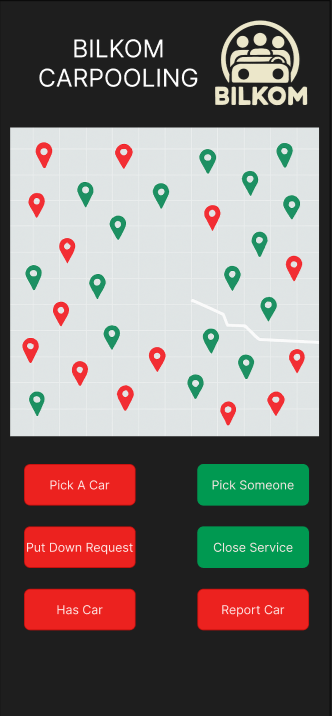 BILKOM
CARPOOLING
BILKOM
Pick A Car
Pick Someone
Put Down Request
Close Service
Has Car
Report Car